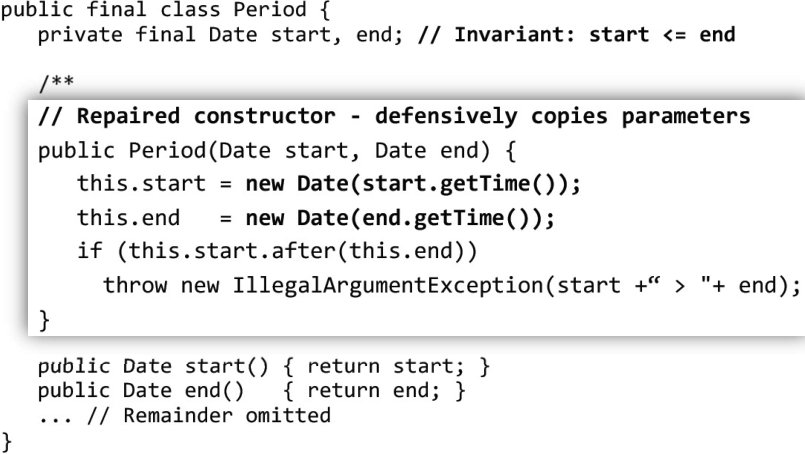 public final class Period {
    private final Date start, end; // Invariant: start <= end
    /**
// Repaired constructor - defensively copies parameters
public Period(Date start, Date end) {
    this.start = new Date(start.getTime());
    this.end   = new Date(end.getTime());
    if (this.start.after(this.end))
      throw new IllegalArgumentException(start +“ > "+ end);
}
    public Date start() { return start; }
    public Date end()   { return end; }
    ... // Remainder omitted
}